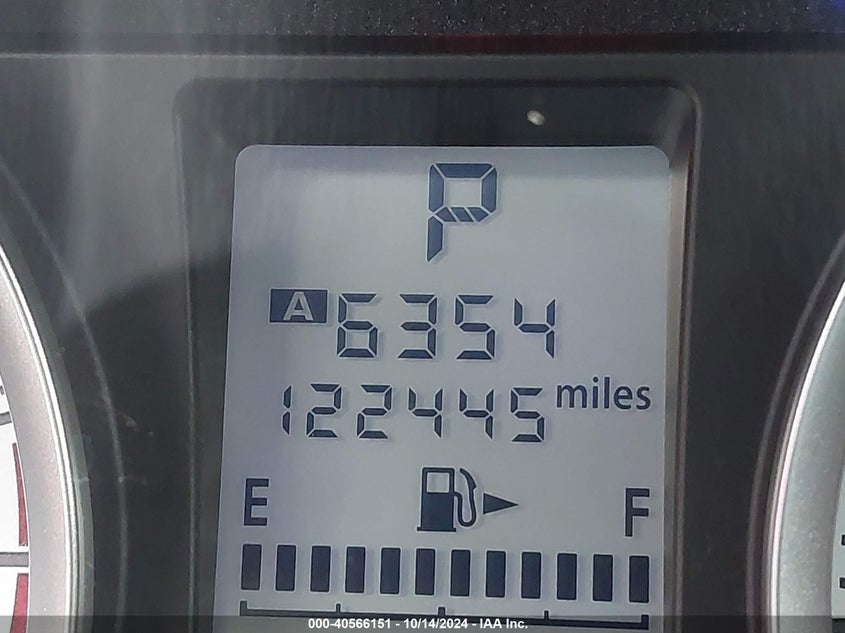 P
A 6354
122445 miles
E F
000-40566151 - 10/14/2024 - IAA Inc.